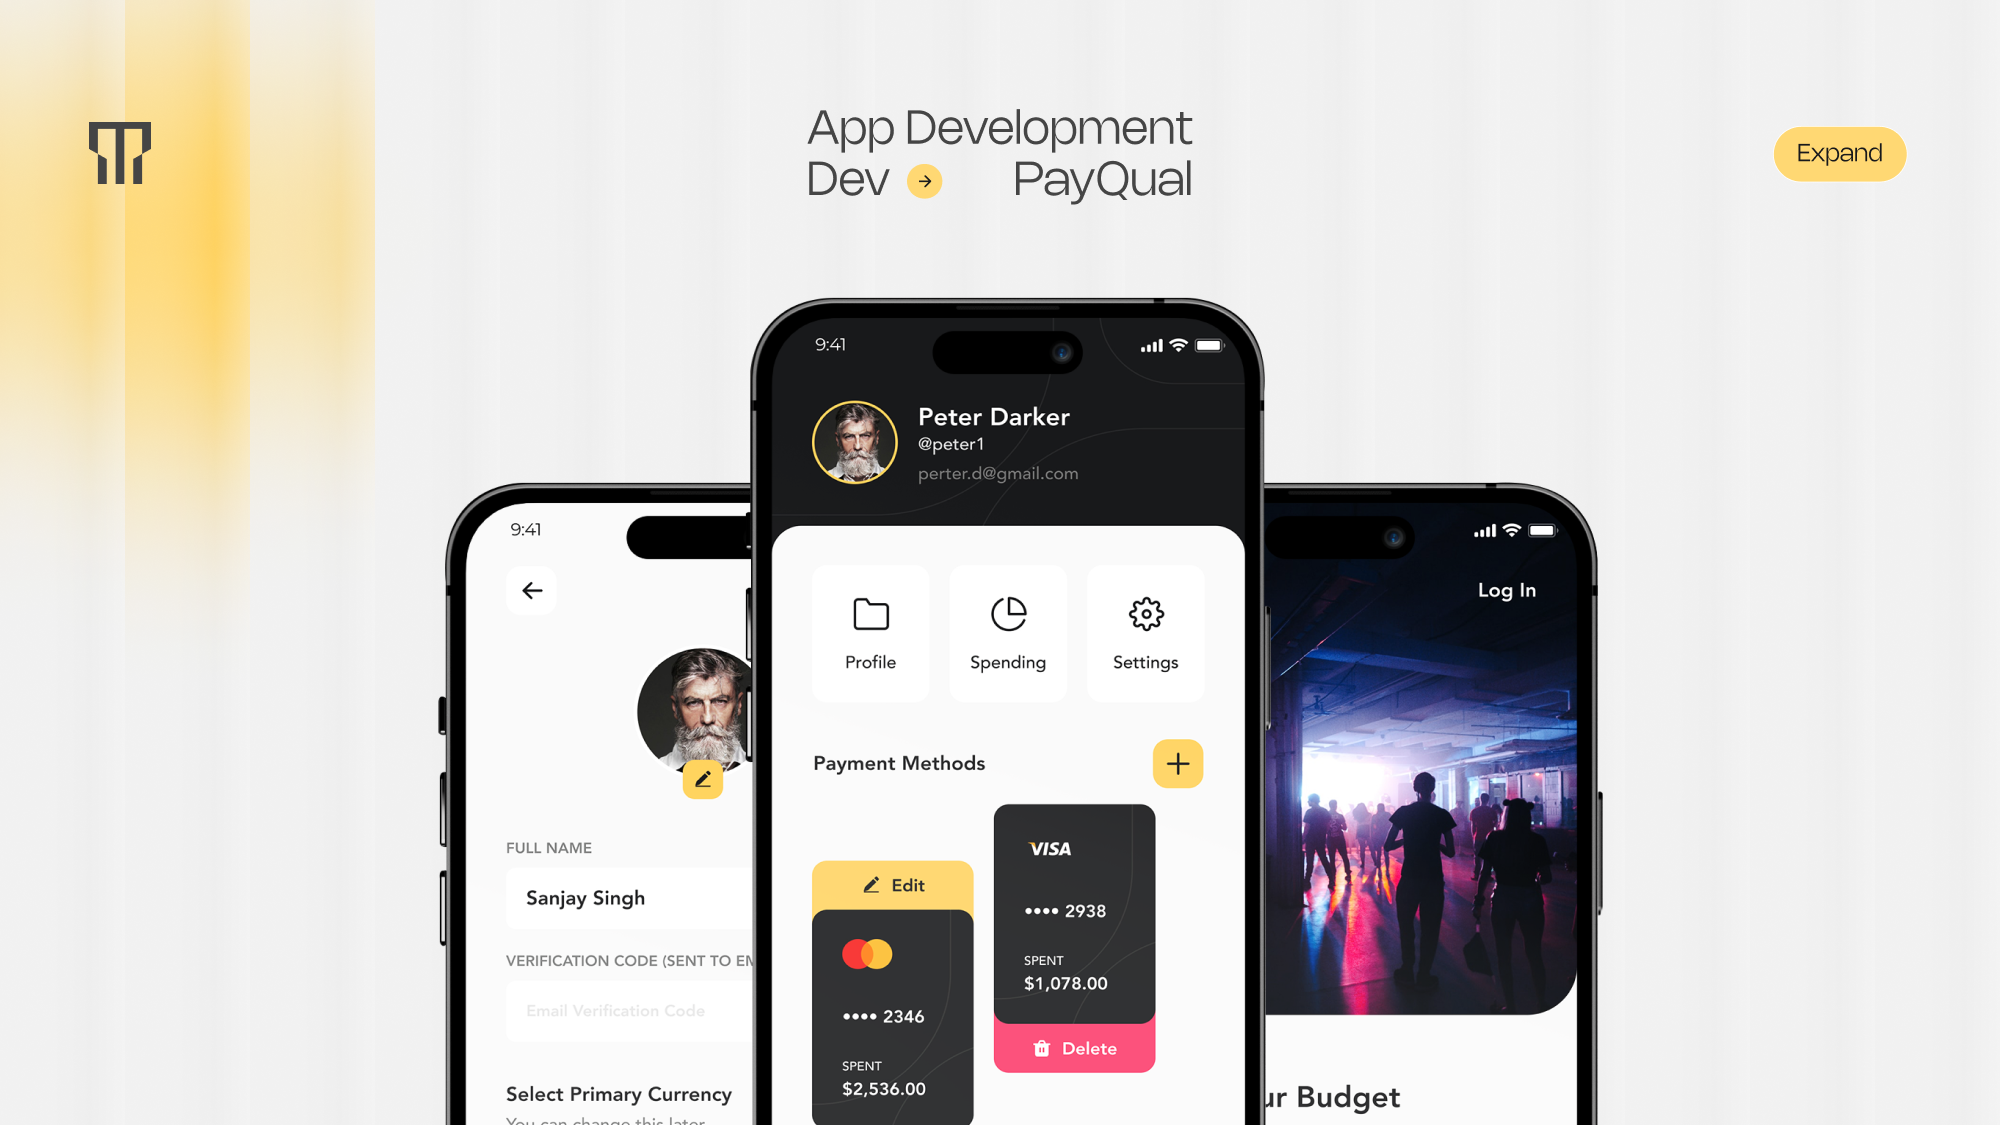 App Development
Dev PayQual
Expand
9:41
Peter Darker
@peter1
perter.d@gmail.com
Profile
Spending
Settings
Payment Methods
Edit
•••• 2346
SPENT
$2,536.00
VISA
•••• 2938
SPENT
$1,078.00
Delete
9:41
FULL NAME
Sanjay Singh
VERIFICATION CODE (SENT TO EM
Email Verification Code
Select Primary Currency
You can change this later
Log In
ur Budget